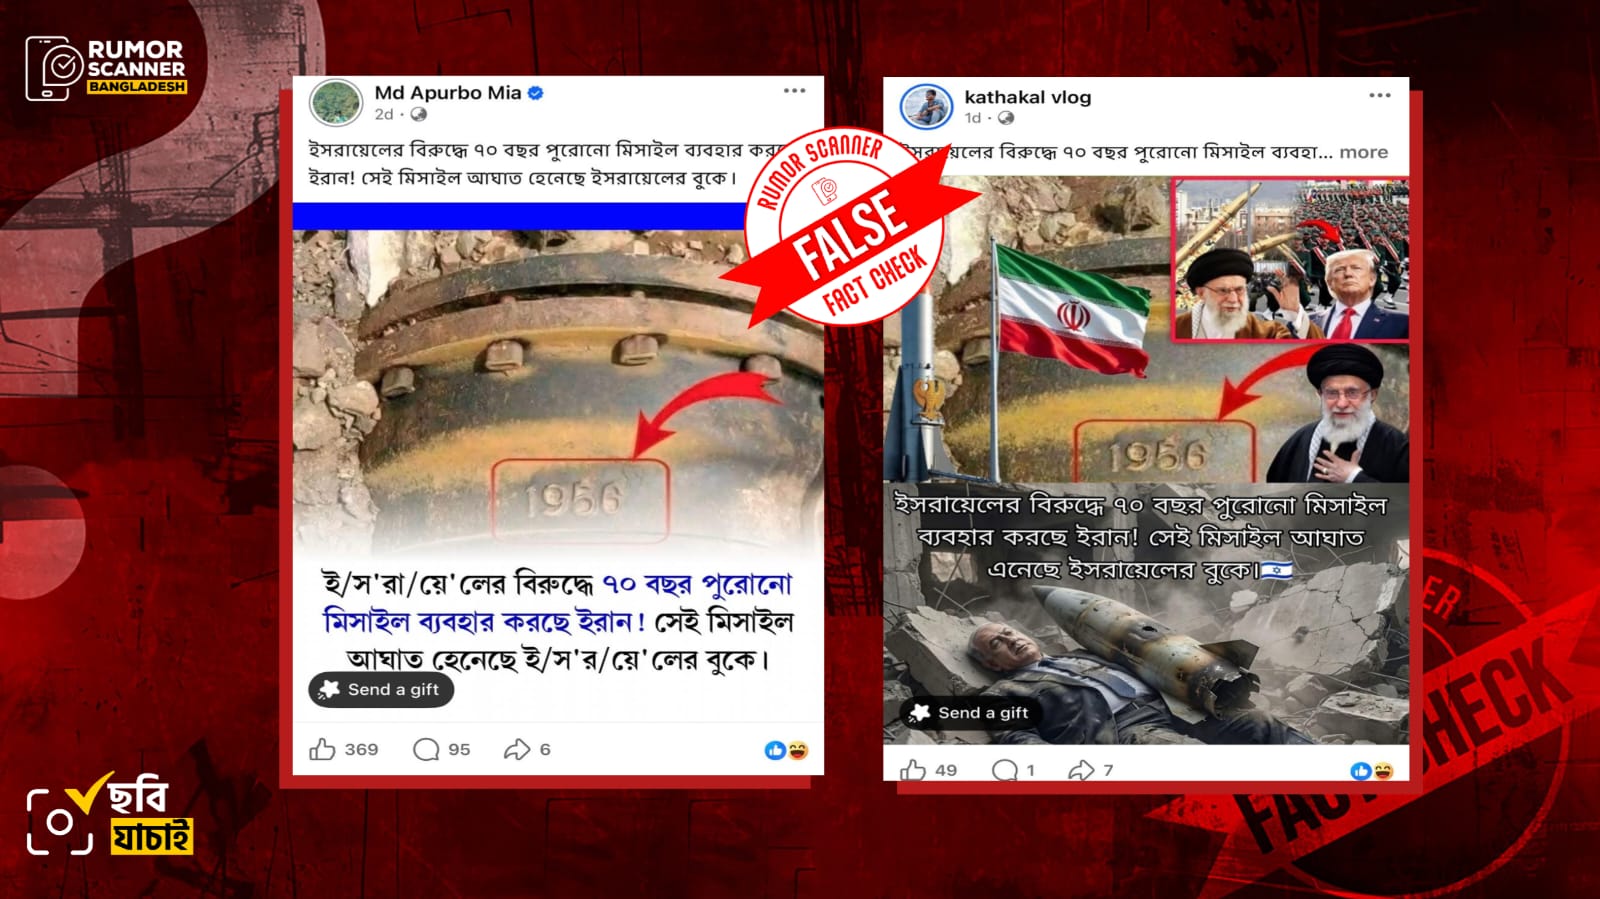 RUMOR
SCANNER
BANGLADESH
Md Apurbo Mia
2d
ইসরায়েলের বিরুদ্ধে ৭০ বছর পুরোনো মিসাইল ব্যবহার
ইরান! সেই মিসাইল আঘাত হেনেছে ইসরায়েলের বুকে।
1956
ই/স'রা/য়ে'লের বিরুদ্ধে ৭০ বছর পুরোনো
মিসাইল ব্যবহার করছে ইরান! সেই মিসাইল
আঘাত হেনেছে ই/স'র/য়ে'লের বুকে।
Send a gift
369
95
6
RUMOR SCANNER
FALSE
FACT CHECK
kathakal vlog
1d
বিরুদ্ধে ৭০ বছর পুরোনো মিসাইল ব্যবহা... more
1956
ইসরায়েলের বিরুদ্ধে ৭০ বছর পুরোনো মিসাইল
ব্যবহার করছে ইরান! সেই মিসাইল আঘাত
এনেছে ইসরায়েলের বুকে।
Send a gift
49
1
7
ছবি
যাচাই